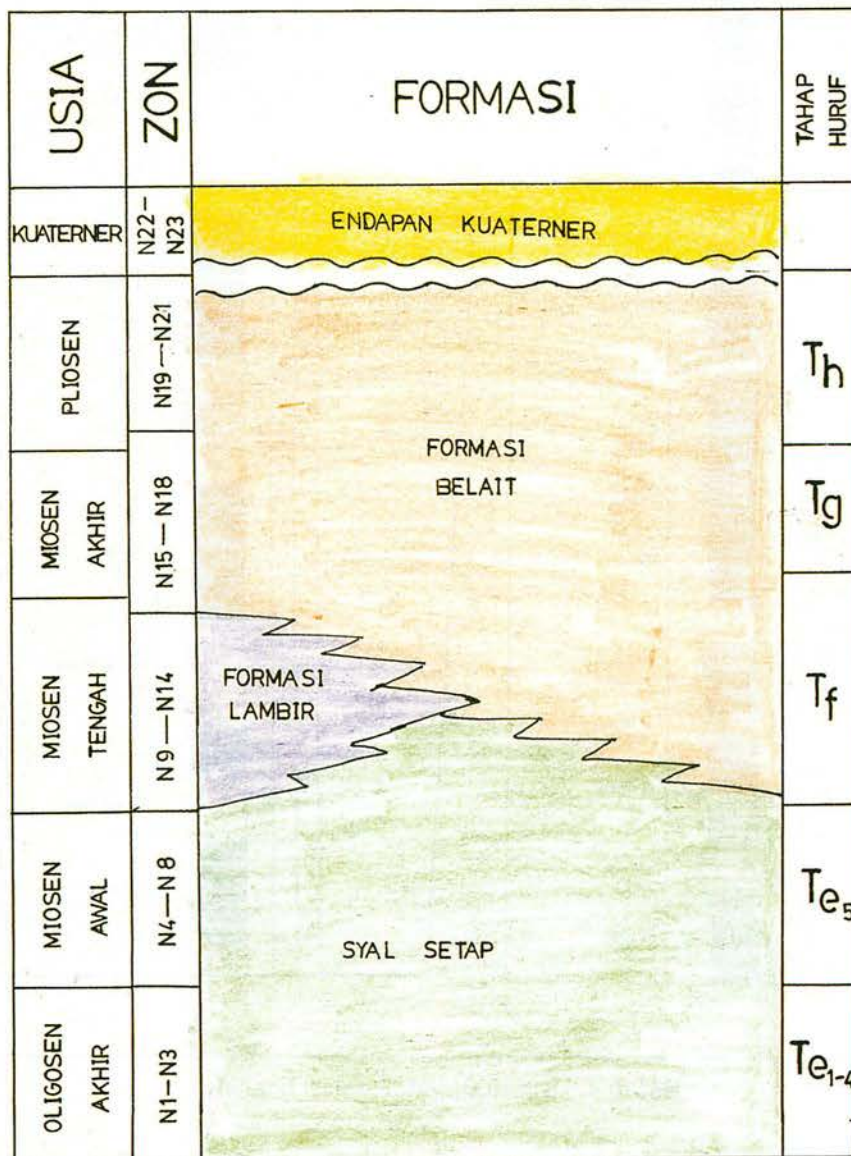 USIA
ZON
FORMASI
TAHAP
HURUF
KUATERNER
N22–
N23
ENDAPAN KUATERNER
PLIOSEN
N19—N21
Th
FORMASI
BELAIT
MIOSEN
AKHIR
N15—N18
Tg
MIOSEN
TENGAH
N9—N14
FORMASI
LAMBIR
Tf
MIOSEN
AWAL
N4—N8
SYAL SETAP
Te5
OLIGOSEN
AKHIR
N1–N3
Te1-4